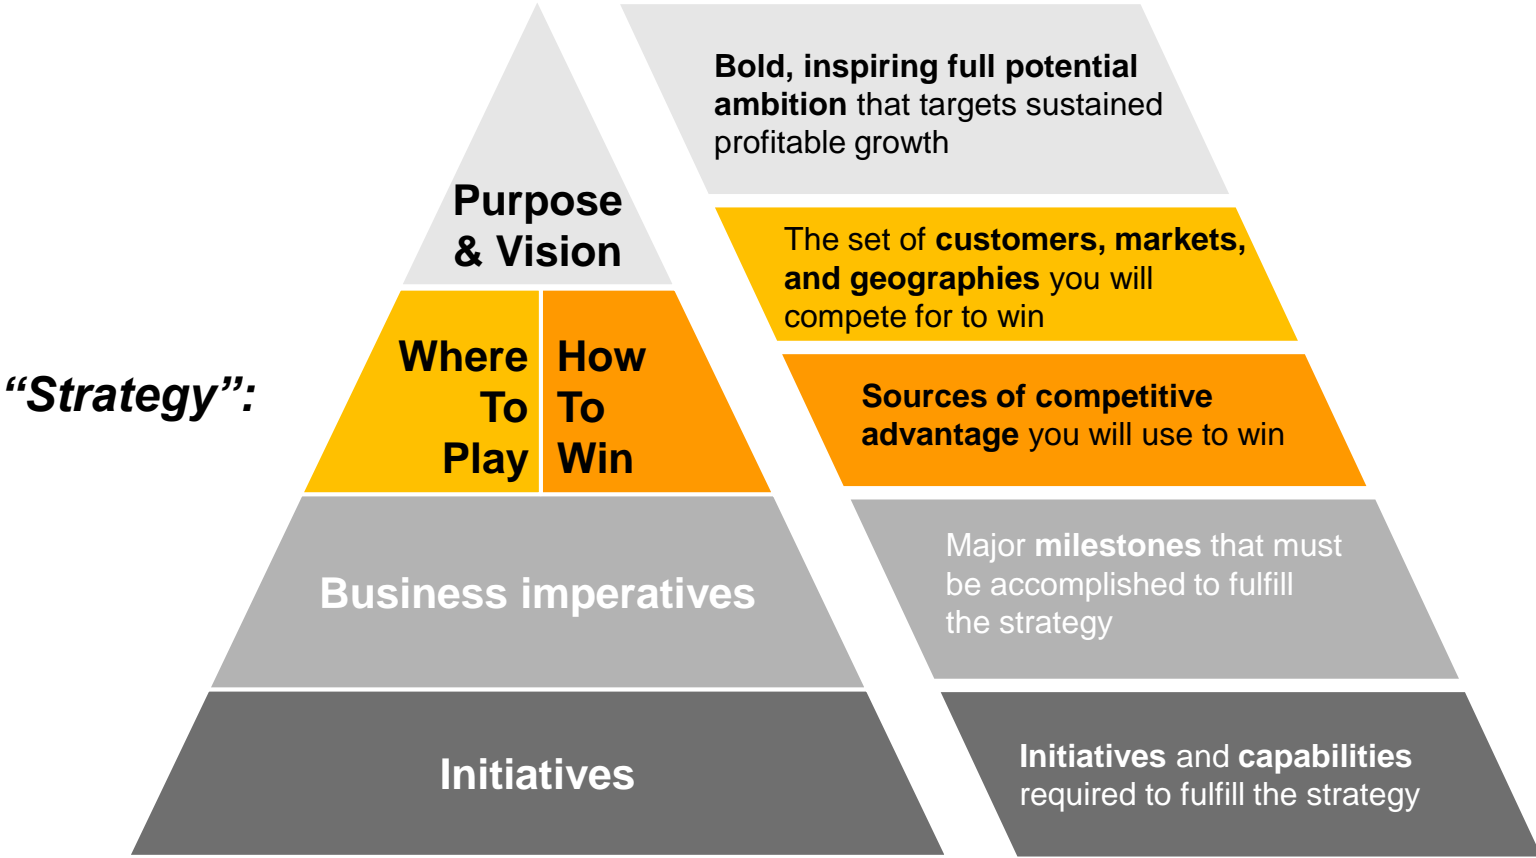 Purpose
& Vision
“Strategy”:
Where
To
Play
How
To
Win
Business imperatives
Initiatives
Bold, inspiring full potential
ambition that targets sustained
profitable growth
The set of customers, markets,
and geographies you will
compete for to win
Sources of competitive
advantage you will use to win
Major milestones that must
be accomplished to fulfill
the strategy
Initiatives and capabilities
required to fulfill the strategy